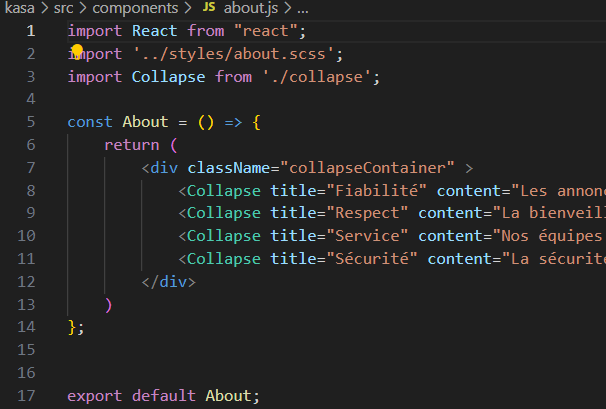 kasa > src > components > JS about.js > ...
1 import React from "react";
2 import '../styles/about.scss';
3 import Collapse from './collapse';
4
5 const About = () => {
6 return (
7 <div className="collapseContainer" >
8 <Collapse title="Fiabilité" content="Les
9 <Collapse title="Respect" content="La
10 <Collapse title="Service" content="Nos équipes
11 <Collapse title="Sécurité" content="La sécurité
12 </div>
13 )
14 };
15
16
17 export default About;